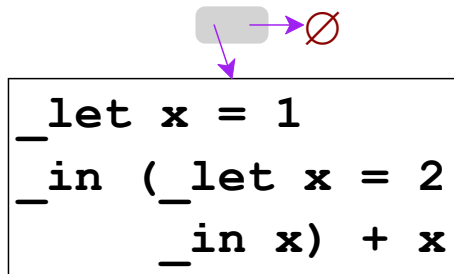 ∅
_let x = 1
_in (_let x = 2
_in x) + x